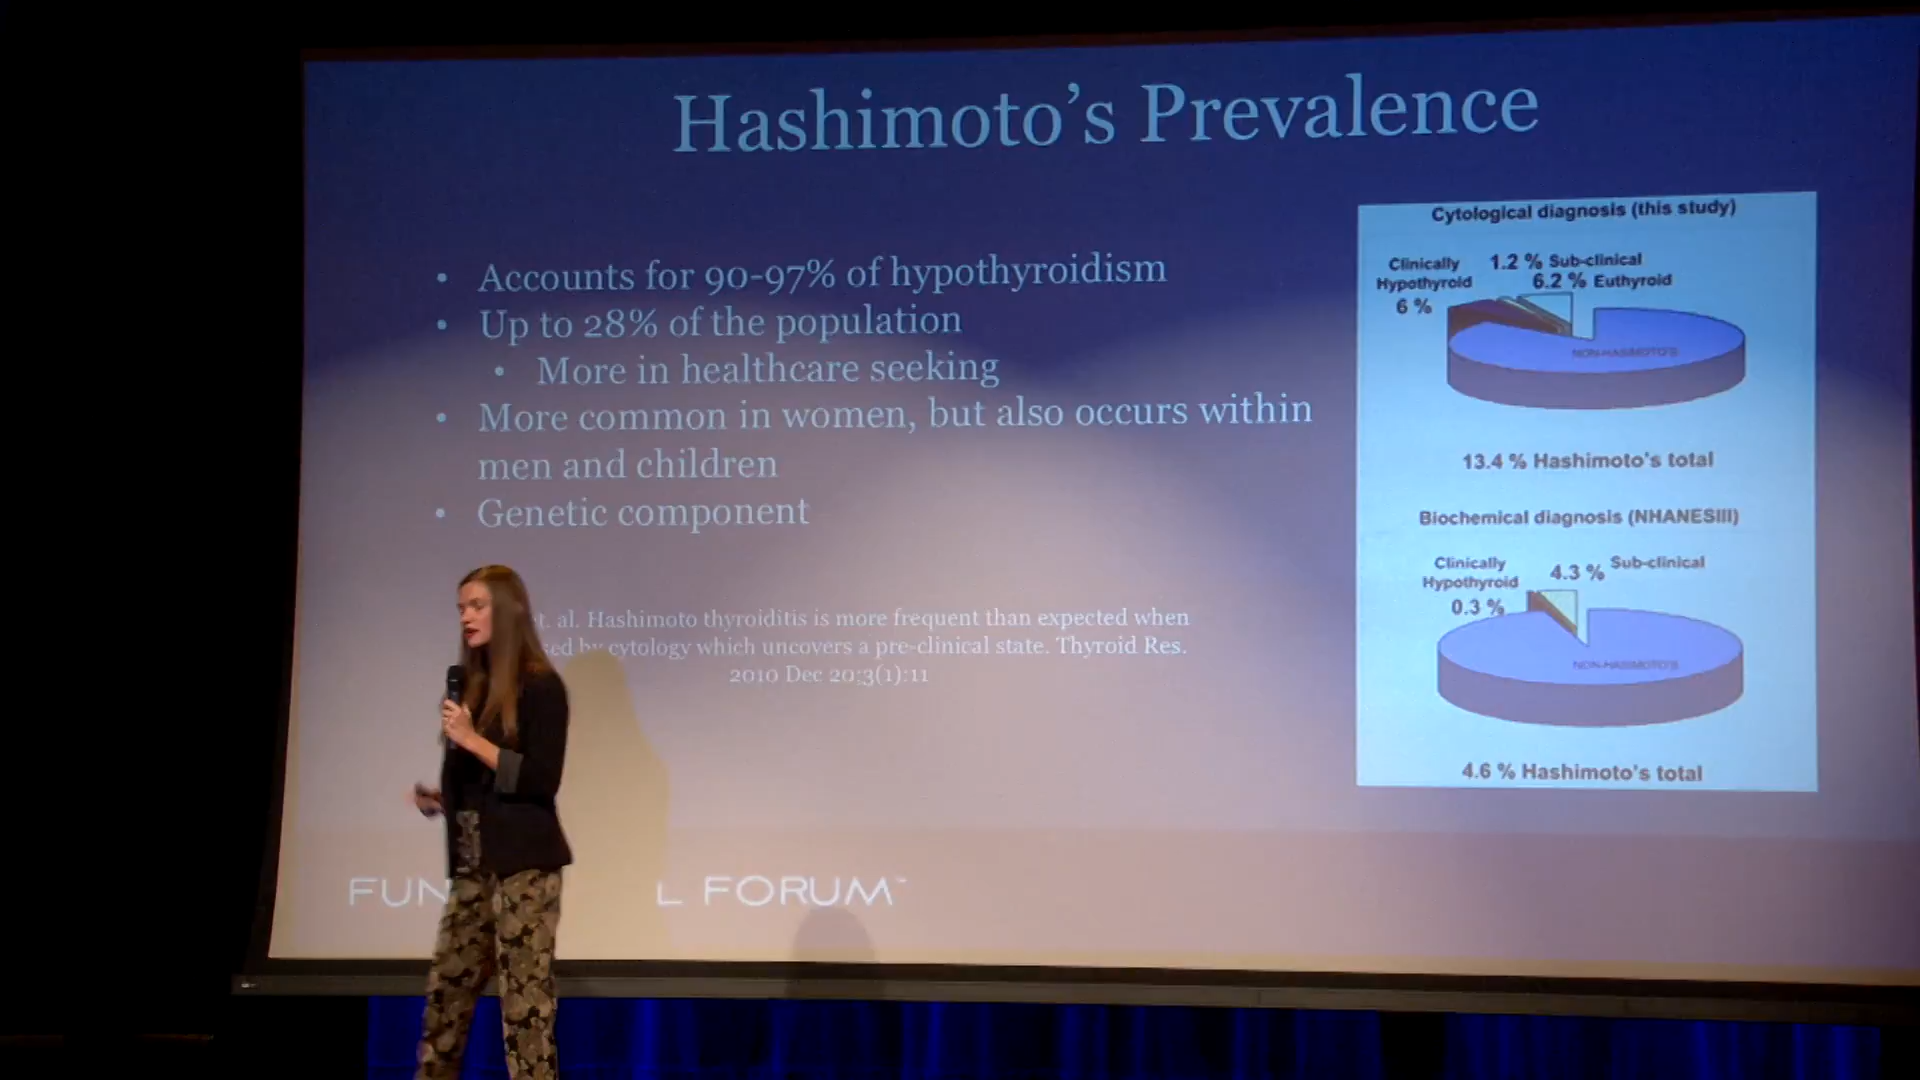 Hashimoto's Prevalence
• Accounts for 90-97% of hypothyroidism
• Up to 28% of the population
• More in healthcare seeking
• More common in women, but also occurs within
men and children
• Genetic component
t. al. Hashimoto thyroiditis is more frequent than expected when
by cytology which uncovers a pre-clinical state. Thyroid Res.
2010 Dec 20;3(1):11
FUN L FORUM™
Cytological diagnosis (this study)
Clinically
Hypothyroid
6 %
1.2 % Sub-clinical
6.2 % Euthyroid
NON-HASIMOTO'S
13.4 % Hashimoto's total
Biochemical diagnosis (NHANESIII)
Clinically
Hypothyroid
0.3 %
4.3 % Sub-clinical
NON-HASIMOTO'S
4.6 % Hashimoto's total